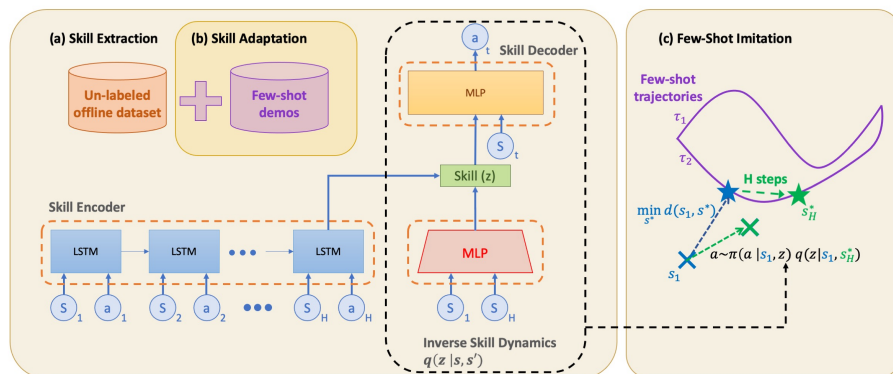 (a) Skill Extraction
(b) Skill Adaptation
Un-labeled
offline dataset
Few-shot
demos
a t
Skill Decoder
MLP
S t
Skill (z)
Skill Encoder
LSTM
LSTM
LSTM
MLP
S 1
a 1
S 2
a 2
S H
a H
S 1
S H
Inverse Skill Dynamics
q(z |s, s′)
(c) Few-Shot Imitation
Few-shot
trajectories
τ1
τ2
H steps
s*H
min s* d(s1, s*)
s1
a~π(a |s1, z) q(z|s1, s*H)